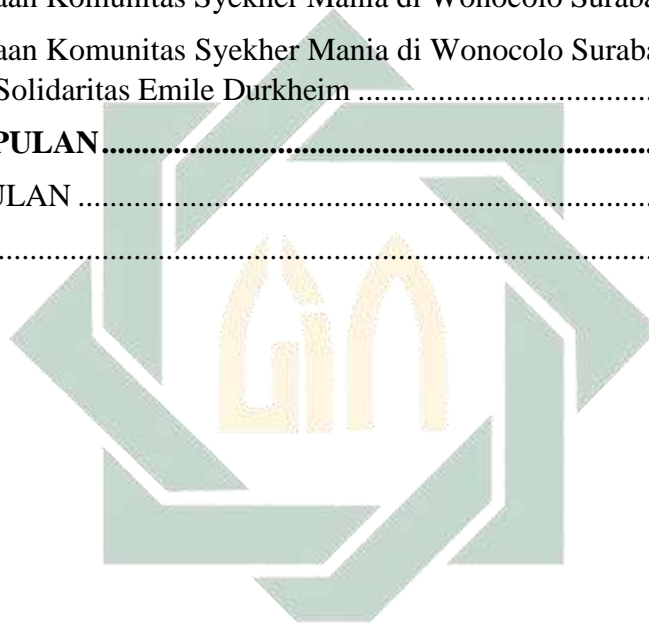 aan Komunitas Syekher Mania di Wonocolo Suraba
aan Komunitas Syekher Mania di Wonocolo Suraba
Solidaritas Emile Durkheim ........................................
PULAN................................................................................
ULAN ....................................................................................
................................................................................................